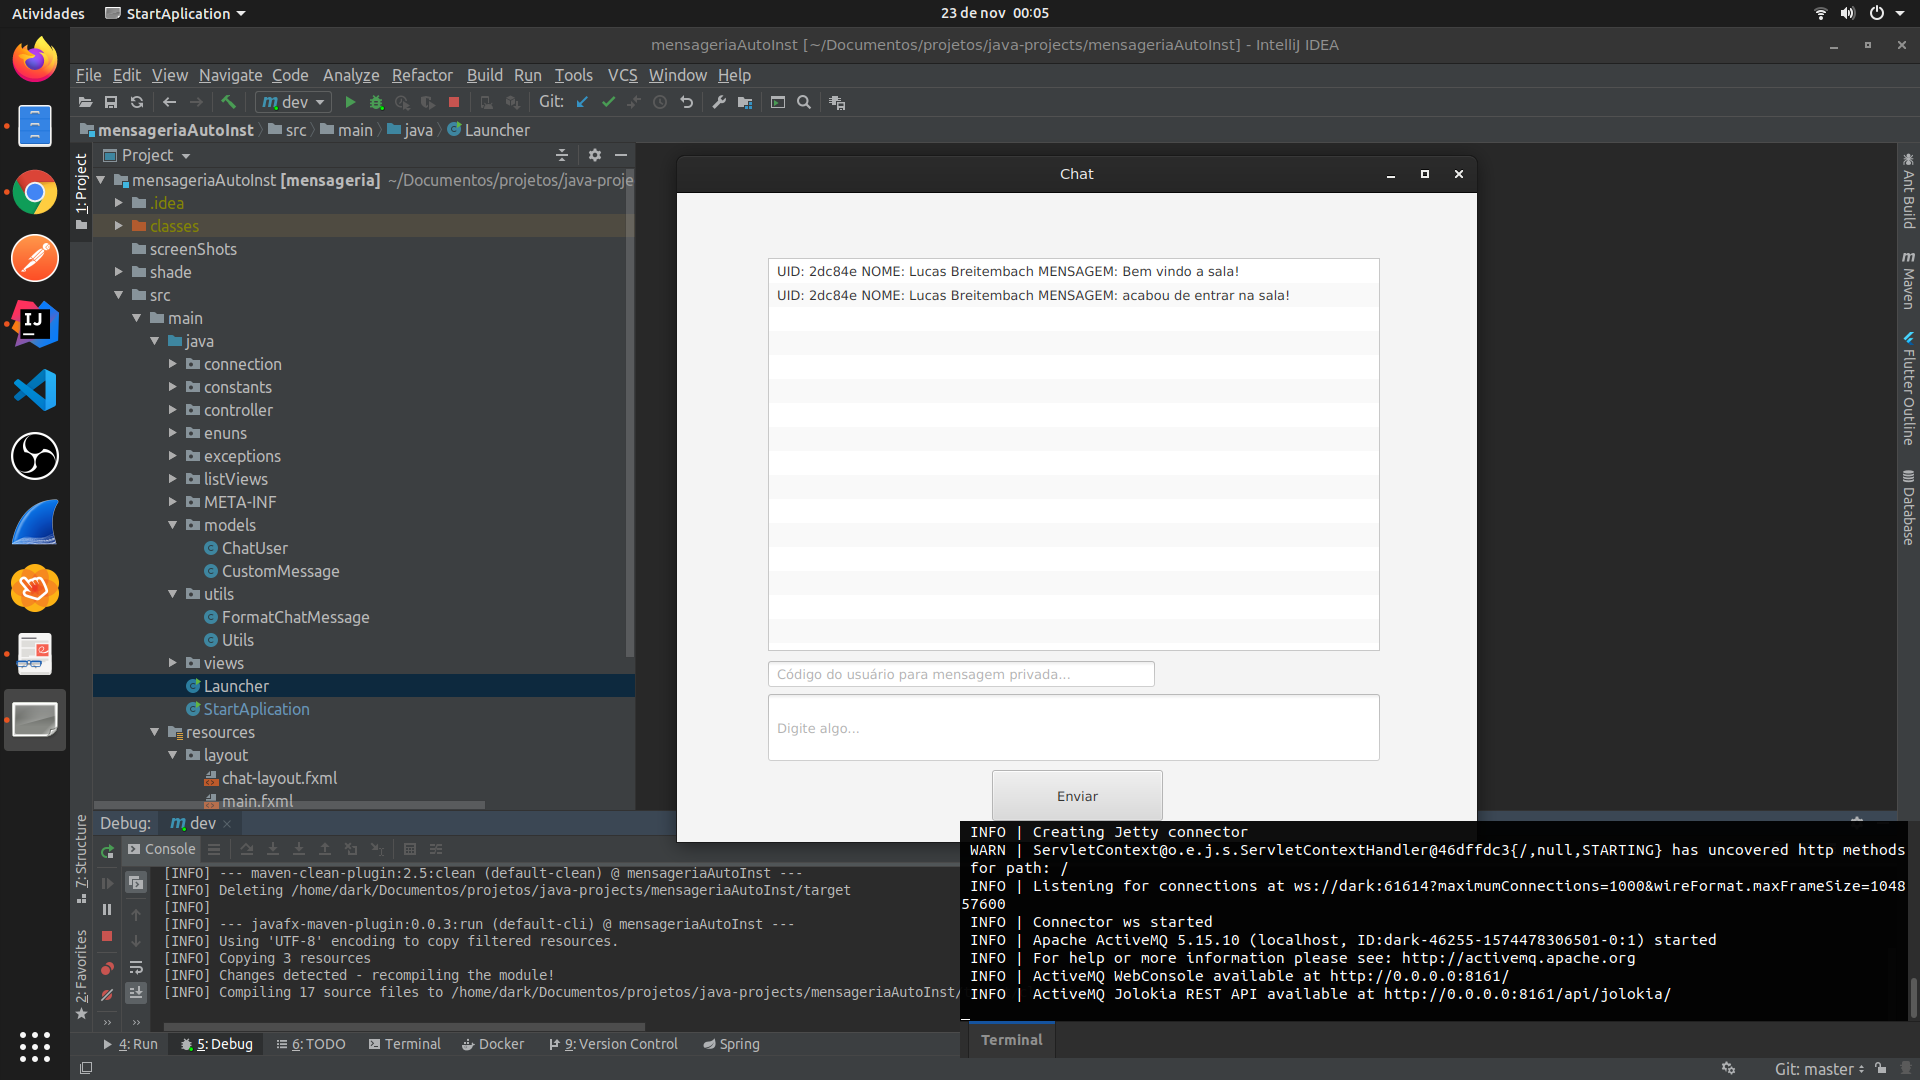 Atividades
StartAplication
23 de nov 00:05
mensageriaAutoInst [~/Documentos/projetos/java-projects/mensageriaAutoInst] - IntelliJ IDEA
File Edit View Navigate Code Analyze Refactor Build Run Tools VCS Window Help
dev
Git:
mensageriaAutoInst src main java Launcher
1: Project
Project
mensageriaAutoInst [mensageria] ~/Documentos/projetos/java-proje
.idea
classes
screenShots
shade
src
main
java
connection
constants
controller
enuns
exceptions
listViews
META-INF
models
ChatUser
CustomMessage
utils
FormatChatMessage
Utils
views
Launcher
StartAplication
resources
layout
chat-layout.fxml
main.fxml
Chat
UID: 2dc84e NOME: Lucas Breitembach MENSAGEM: Bem vindo a sala!
UID: 2dc84e NOME: Lucas Breitembach MENSAGEM: acabou de entrar na sala!
Código do usuário para mensagem privada...
Digite algo...
Enviar
Ant Build
Maven
Flutter Outline
Database
7: Structure
2: Favorites
Debug: dev
Console
[INFO] --- maven-clean-plugin:2.5:clean (default-clean) @ mensageriaAutoInst ---
[INFO] Deleting /home/dark/Documentos/projetos/java-projects/mensageriaAutoInst/target
[INFO]
[INFO] --- javafx-maven-plugin:0.0.3:run (default-cli) @ mensageriaAutoInst ---
[INFO] Using 'UTF-8' encoding to copy filtered resources.
[INFO] Copying 3 resources
[INFO] Changes detected - recompiling the module!
[INFO] Compiling 17 source files to /home/dark/Documentos/projetos/java-projects/mensageriaAutoInst/
INFO | Creating Jetty connector
WARN | ServletContext@o.e.j.s.ServletContextHandler@46dffdc3{/,null,STARTING} has uncovered http methods
for path: /
INFO | Listening for connections at ws://dark:61614?maximumConnections=1000&wireFormat.maxFrameSize=1048
57600
INFO | Connector ws started
INFO | Apache ActiveMQ 5.15.10 (localhost, ID:dark-46255-1574478306501-0:1) started
INFO | For help or more information please see: http://activemq.apache.org
INFO | ActiveMQ WebConsole available at http://0.0.0.0:8161/
INFO | ActiveMQ Jolokia REST API available at http://0.0.0.0:8161/api/jolokia/
Terminal
4: Run 5: Debug 6: TODO Terminal Docker 9: Version Control Spring
Git: master